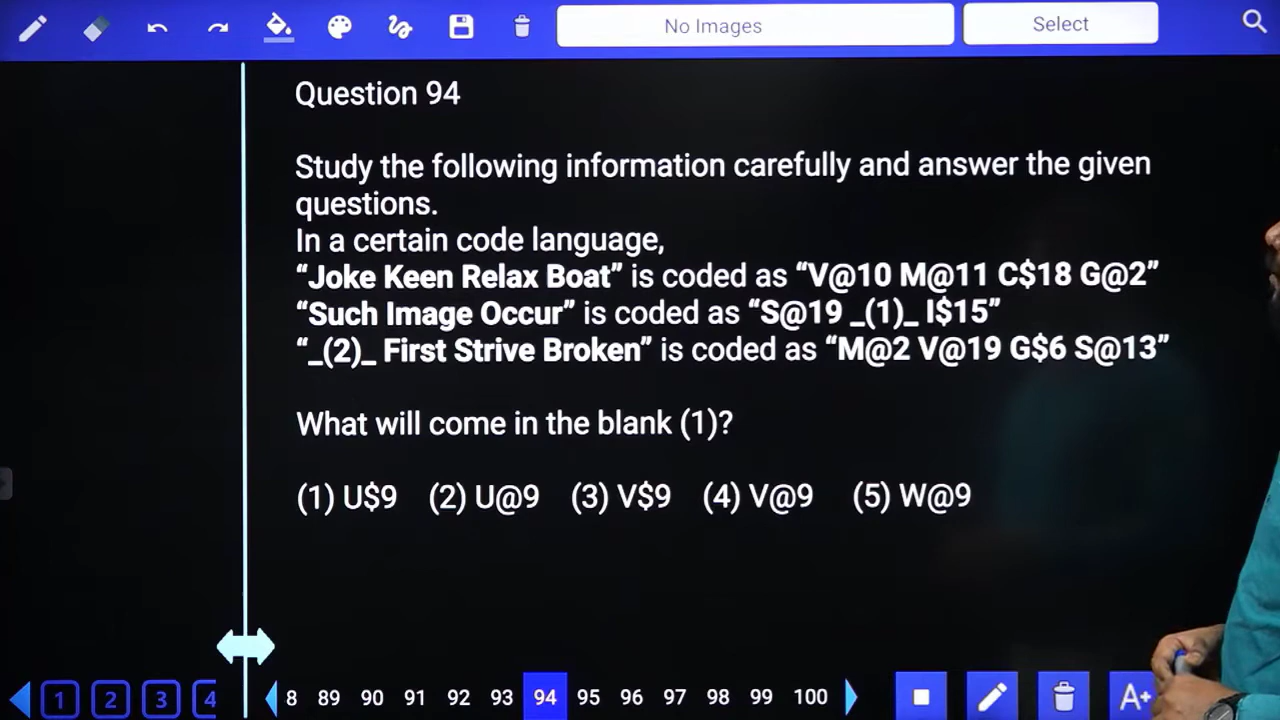 No Images
Select
Question 94
Study the following information carefully and answer the given
questions.
In a certain code language,
“Joke Keen Relax Boat” is coded as “V@10 M@11 C$18 G@2”
“Such Image Occur” is coded as “S@19 _(1)_ I$15”
“_(2)_ First Strive Broken” is coded as “M@2 V@19 G$6 S@13”
What will come in the blank (1)?
(1) U$9 (2) U@9 (3) V$9 (4) V@9 (5) W@9
1 2 3 4 8 89 90 91 92 93 94 95 96 97 98 99 100 A+